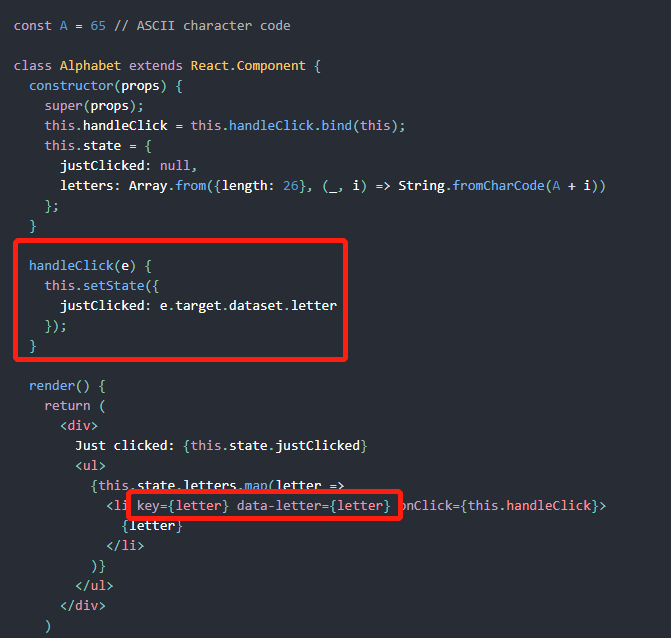 const A = 65 // ASCII character code
class Alphabet extends React.Component {
constructor(props) {
super(props);
this.handleClick = this.handleClick.bind(this);
this.state = {
justClicked: null,
letters: Array.from({length: 26}, (_, i) => String.fromCharCode(A + i))
};
}
handleClick(e) {
this.setState({
justClicked: e.target.dataset.letter
});
}
render() {
return (
<div>
Just clicked: {this.state.justClicked}
<ul>
{this.state.letters.map(letter =>
<li key={letter} data-letter={letter} onClick={this.handleClick}>
{letter}
</li>
)}
</ul>
</div>
)